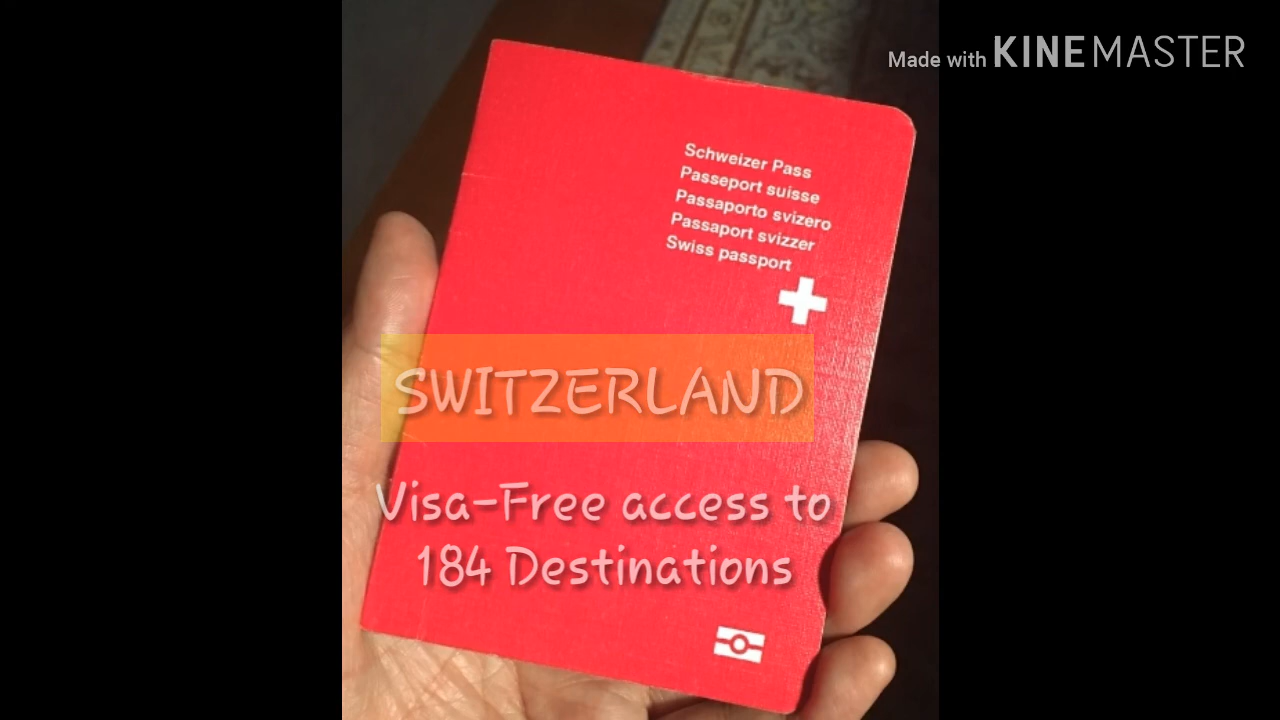 Made with KINEMASTER
Schweizer Pass
Passeport suisse
Passaporto svizero
Passaport svizzer
Swiss passport
SWITZERLAND
Visa-Free access to
184 Destinations